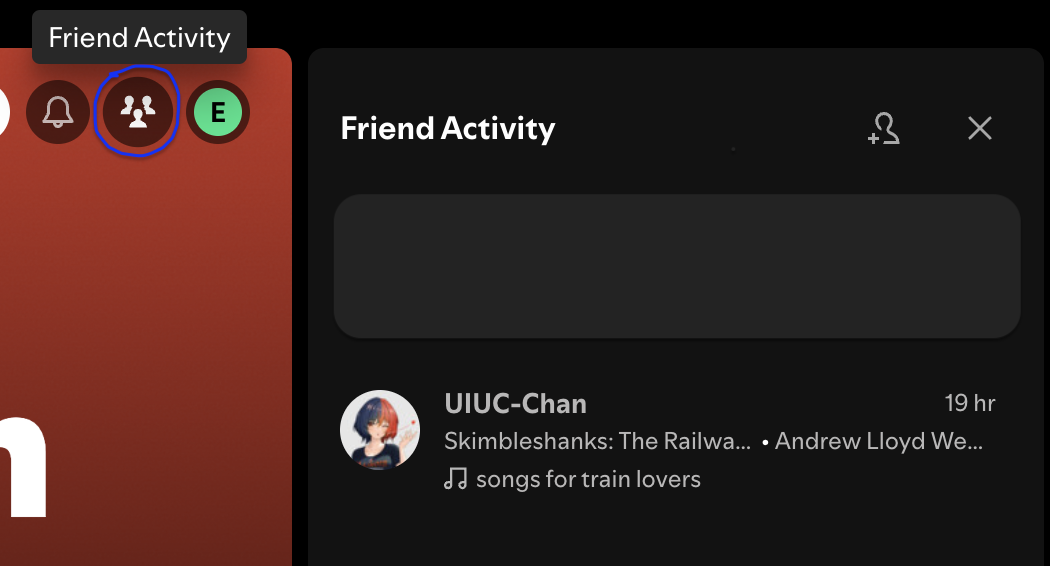 Friend Activity
E
Friend Activity
UIUC-Chan 19 hr
Skimbleshanks: The Railwa... • Andrew Lloyd We...
songs for train lovers